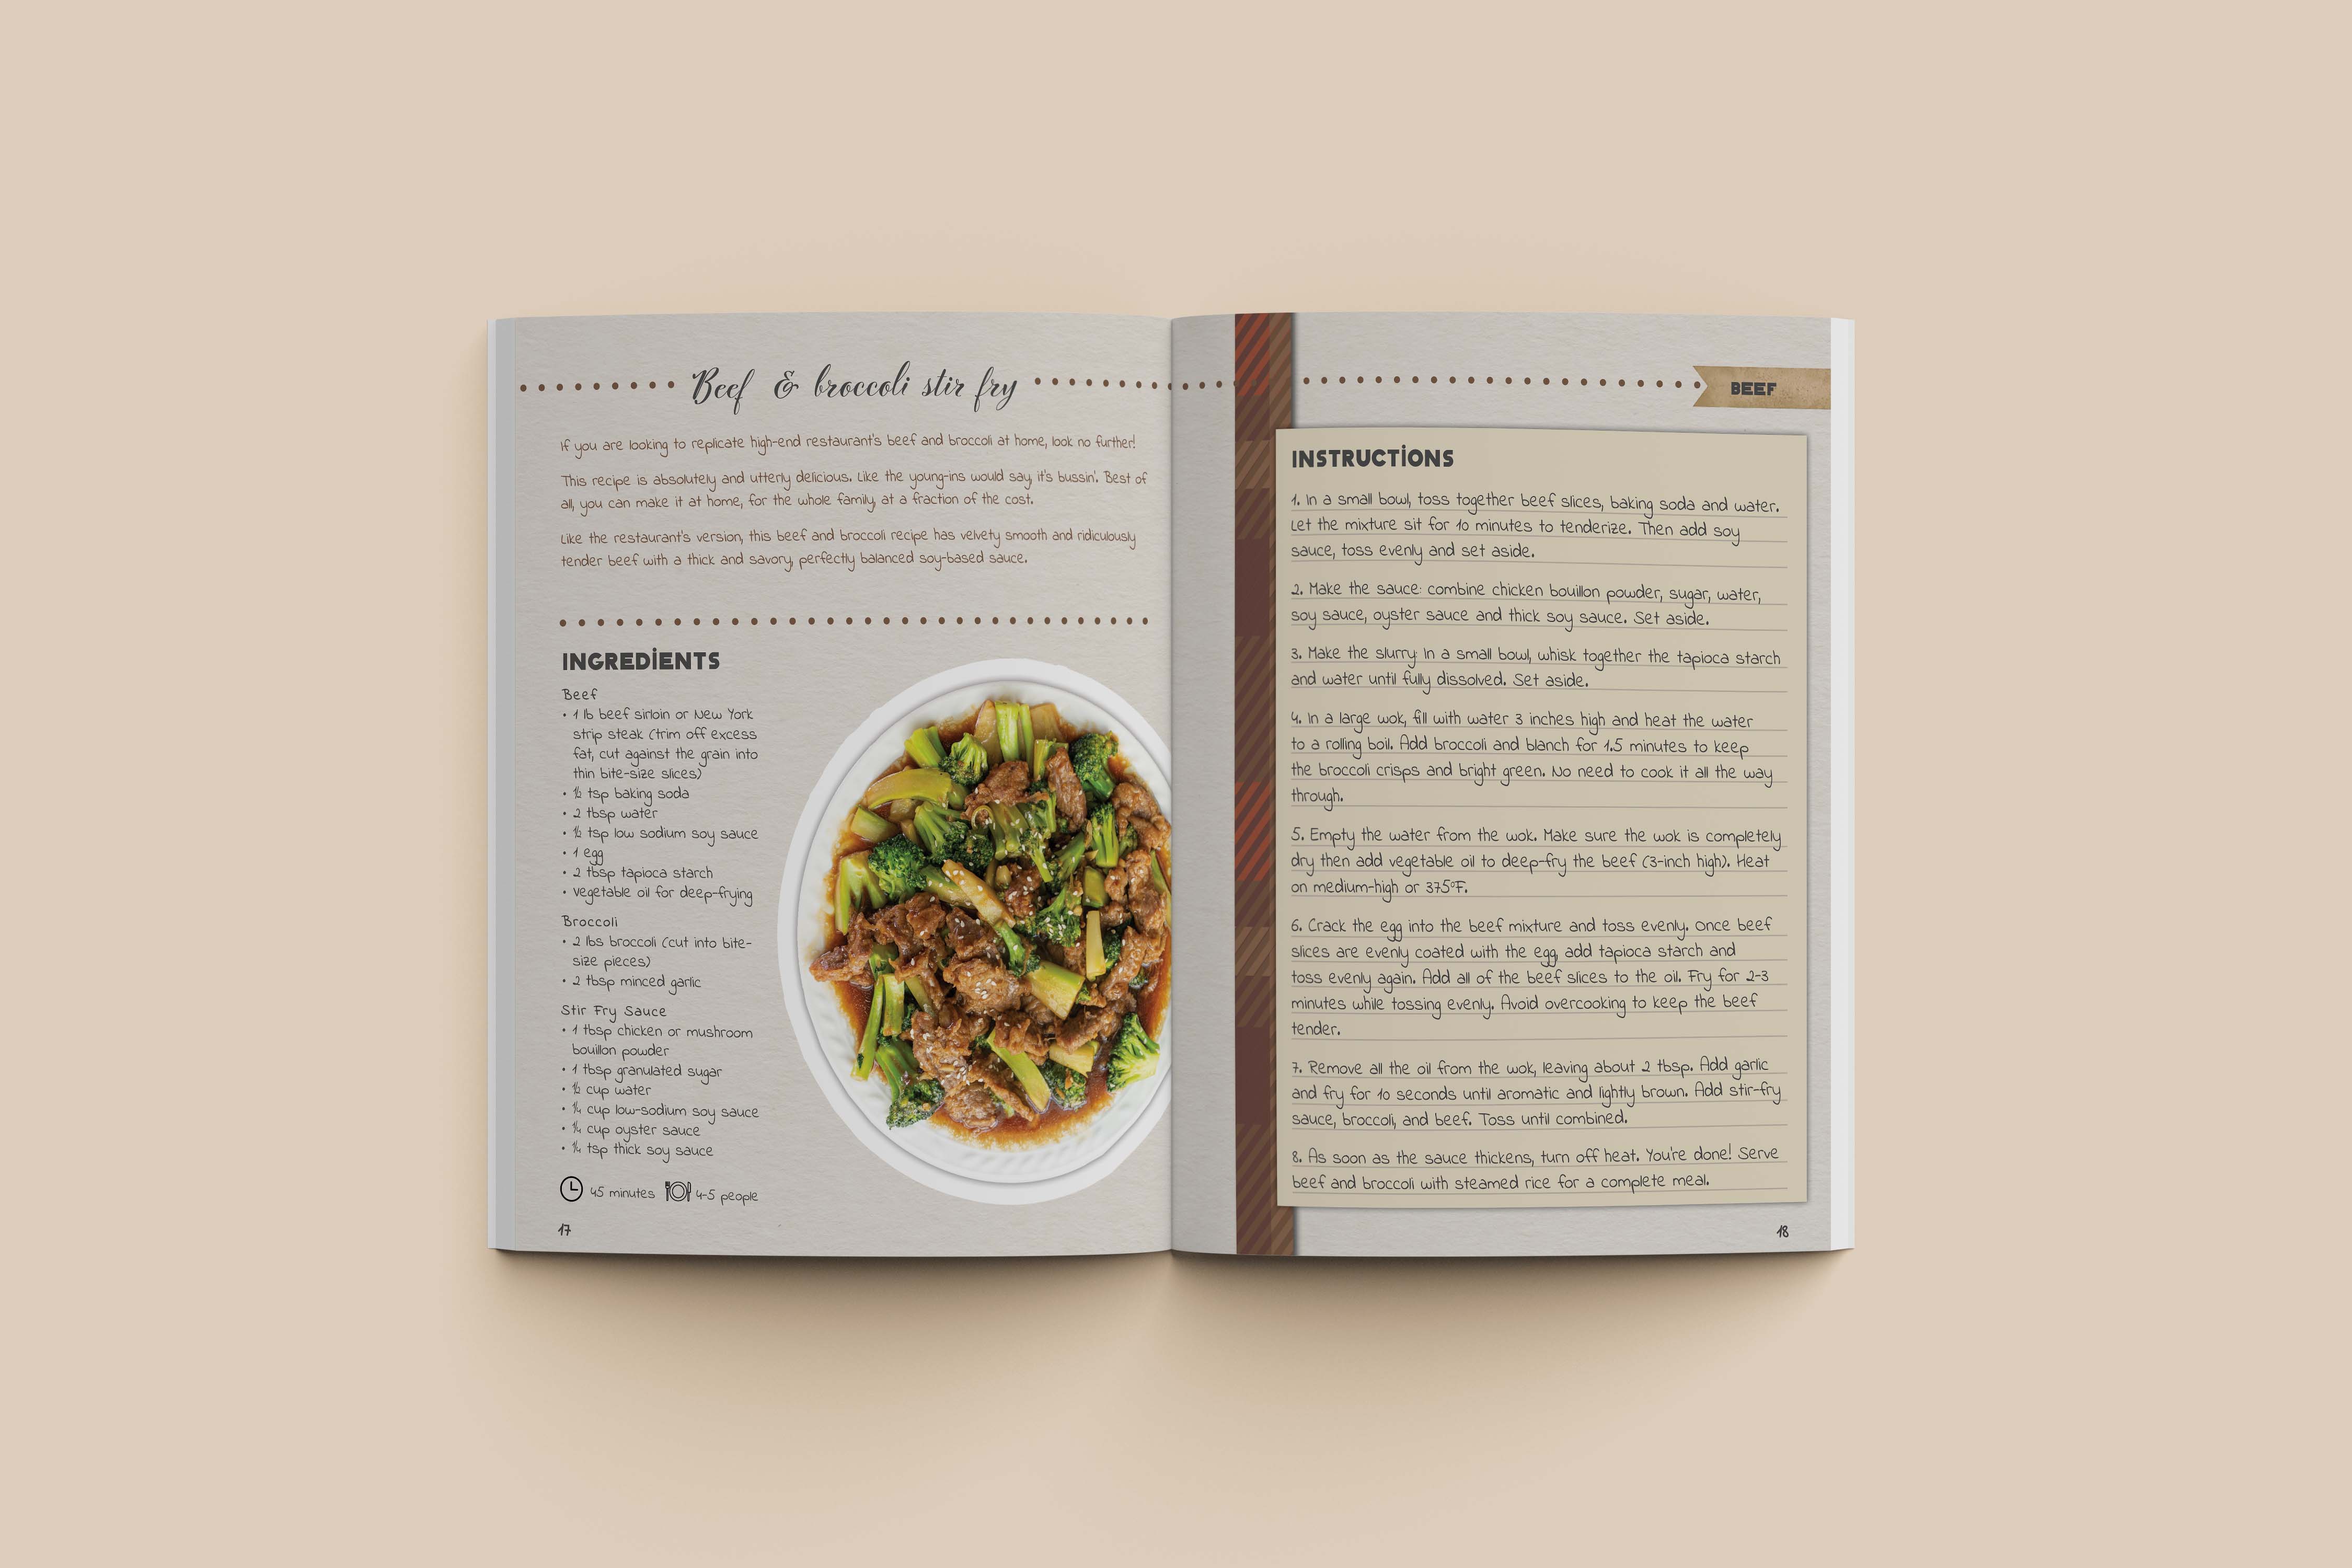 Beef & broccoli stir fry
If you are looking to replicate high-end restaurant's beef and broccoli at home, look no further!
This recipe is absolutely and utterly delicious. Like the young-ins would say, it's bussin'. Best of
all, you can make it at home, for the whole family, at a fraction of the cost.
Like the restaurant's version, this beef and broccoli recipe has velvety smooth and ridiculously
tender beef with a thick and savory, perfectly balanced soy-based sauce.
INGREDIENTS
Beef
• 1 lb beef sirloin or New York
strip steak (trim off excess
fat, cut against the grain into
thin bite-size slices)
• ½ tsp baking soda
• 2 tbsp water
• ½ tsp low sodium soy sauce
• 1 egg
• 2 tbsp tapioca starch
• vegetable oil for deep-frying
Broccoli
• 2 lbs broccoli (cut into bite-
size pieces)
• 2 tbsp minced garlic
Stir Fry Sauce
• 1 tbsp chicken or mushroom
bouillon powder
• 1 tbsp granulated sugar
• ½ cup water
• ¼ cup low-sodium soy sauce
• ¼ cup oyster sauce
• ¼ tsp thick soy sauce
45 minutes 4-5 people
17
BEEF
INSTRUCTIONS
1. In a small bowl, toss together beef slices, baking soda and water.
Let the mixture sit for 10 minutes to tenderize. Then add soy
sauce, toss evenly and set aside.
2. Make the sauce: combine chicken bouillon powder, sugar, water,
soy sauce, oyster sauce and thick soy sauce. Set aside.
3. Make the slurry: In a small bowl, whisk together the tapioca starch
and water until fully dissolved. Set aside.
4. In a large wok, fill with water 3 inches high and heat the water
to a rolling boil. Add broccoli and blanch for 1.5 minutes to keep
the broccoli crisps and bright green. No need to cook it all the way
through.
5. Empty the water from the wok. Make sure the wok is completely
dry then add vegetable oil to deep-fry the beef (3-inch high). Heat
on medium-high or 375°F.
6. Crack the egg into the beef mixture and toss evenly. Once beef
slices are evenly coated with the egg, add tapioca starch and
toss evenly again. Add all of the beef slices to the oil. Fry for 2-3
minutes while tossing evenly. Avoid overcooking to keep the beef
tender.
7. Remove all the oil from the wok, leaving about 2 tbsp. Add garlic
and fry for 10 seconds until aromatic and lightly brown. Add stir-fry
sauce, broccoli, and beef. Toss until combined.
8. As soon as the sauce thickens, turn off heat. You're done! Serve
beef and broccoli with steamed rice for a complete meal.
18